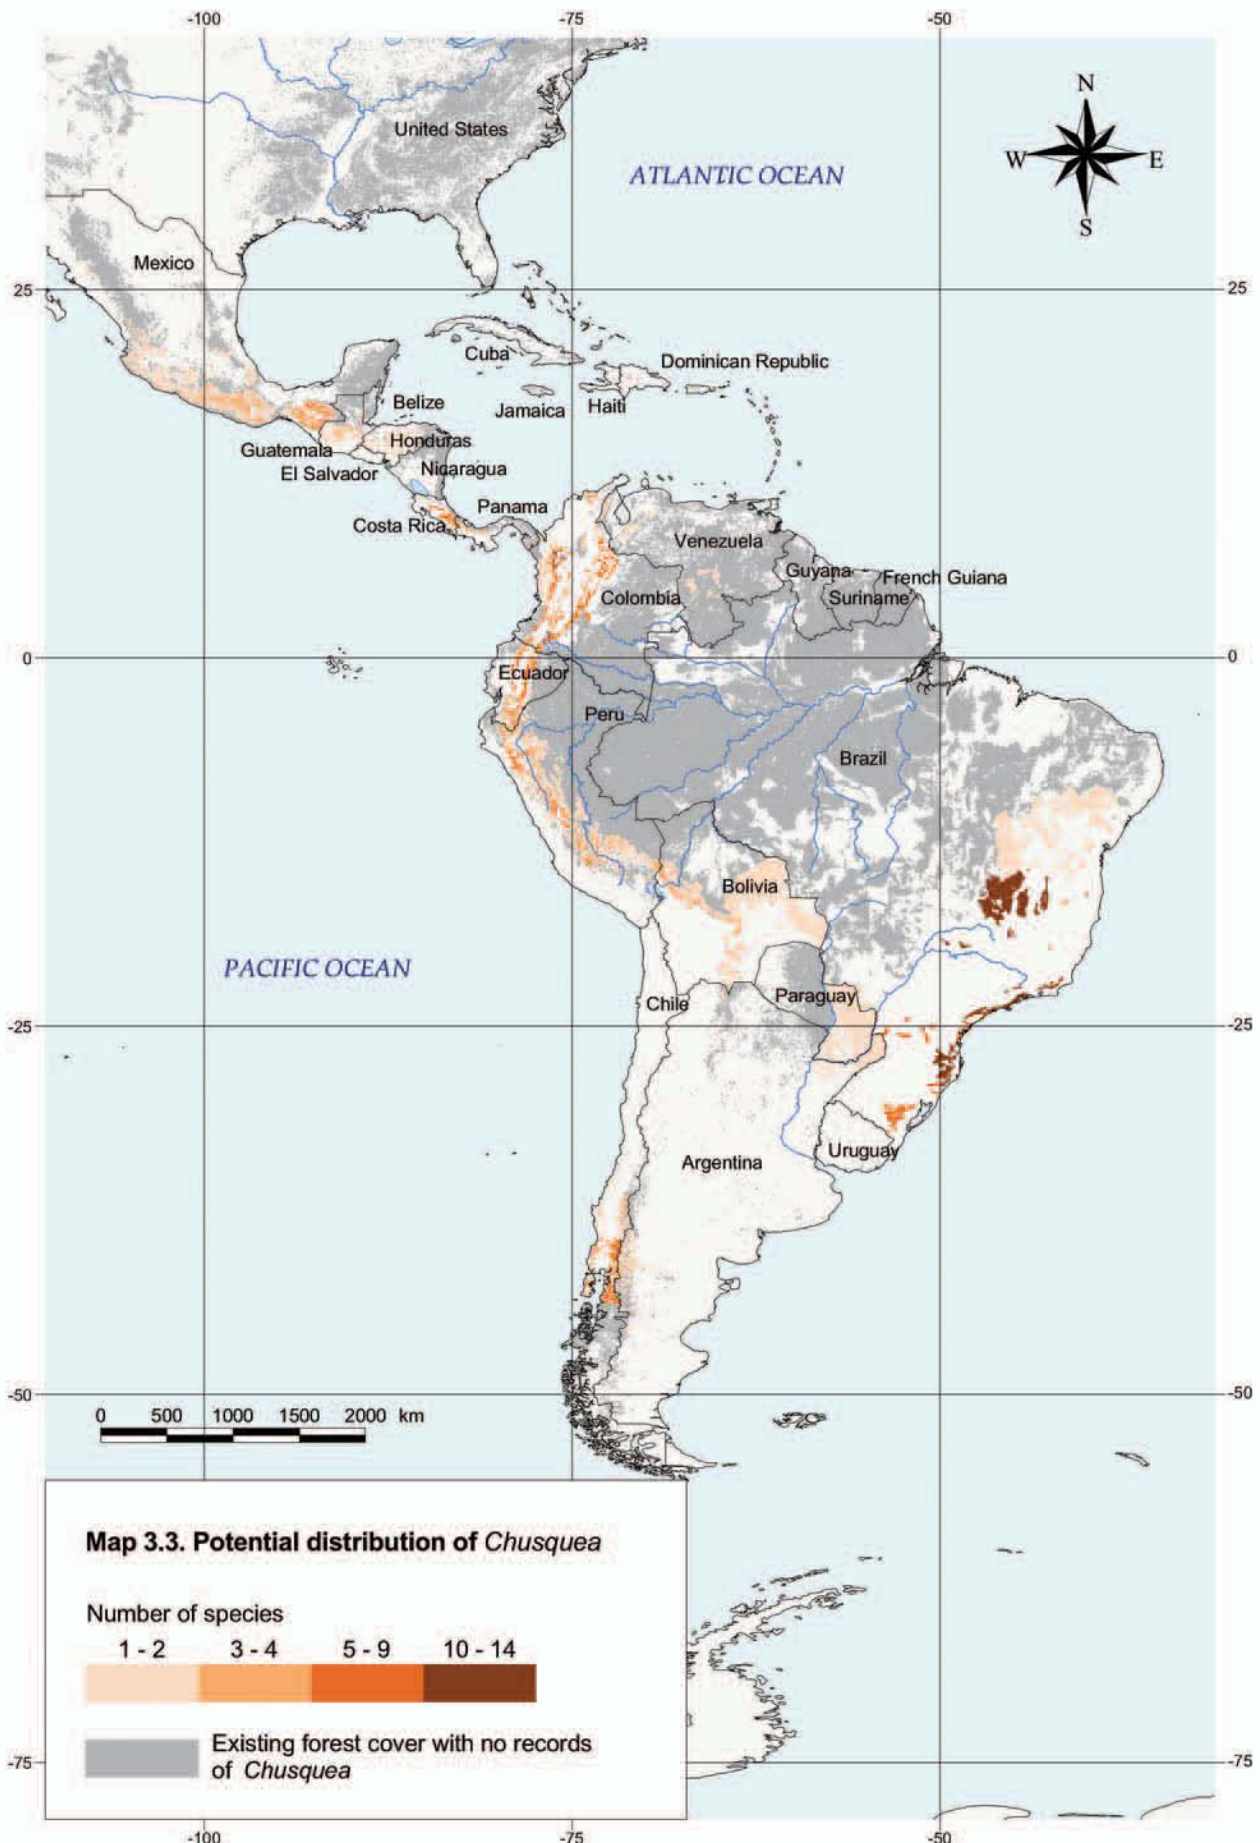 -100 -75 -50
N
W E
S
United States
ATLANTIC OCEAN
Mexico
25 25
Cuba
Dominican Republic
Belize
Jamaica
Haiti
Guatemala
Honduras
El Salvador
Nicaragua
Panama
Costa Rica
Venezuela
Guyana
French Guiana
Suriname
Colombia
0 0
Ecuador
Peru
Brazil
Bolivia
PACIFIC OCEAN
Chile
Paraguay
-25 -25
Uruguay
Argentina
-50 -50
0 500 1000 1500 2000 km
Map 3.3. Potential distribution of Chusquea
Number of species
1 - 2 3 - 4 5 - 9 10 - 14
Existing forest cover with no records
of Chusquea
-75 -75
-100 -75 -50